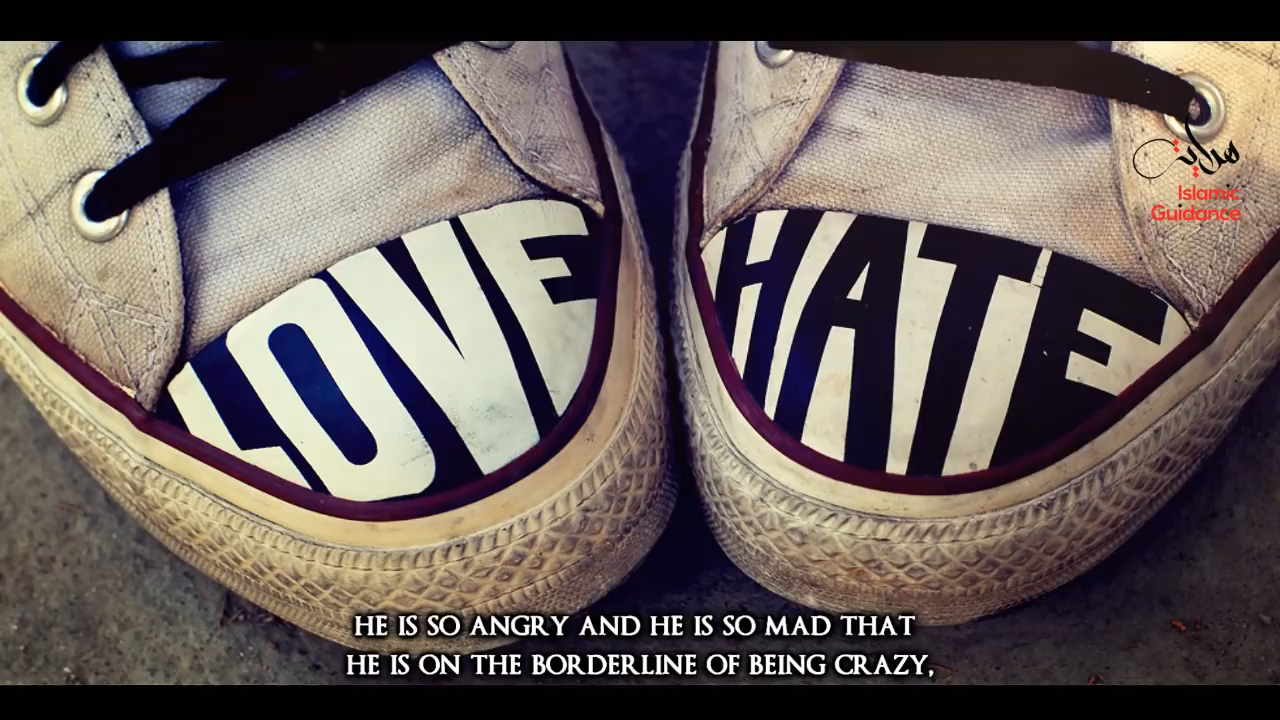 LOVE
HATE
هداية
Islamic
Guidance
HE IS SO ANGRY AND HE IS SO MAD THAT
HE IS ON THE BORDERLINE OF BEING CRAZY,